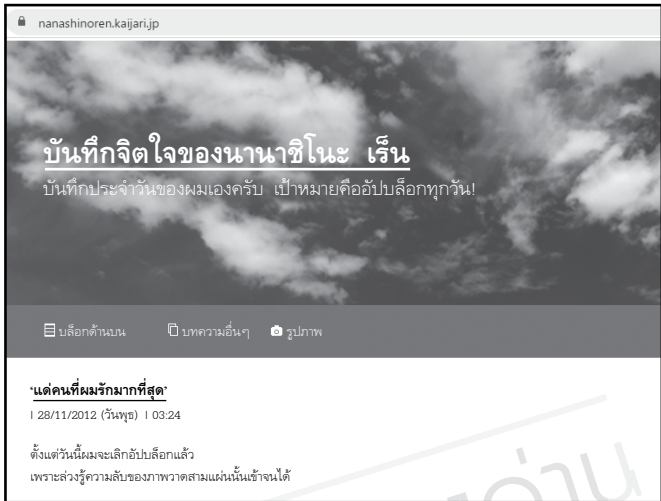 nanashinoren.kaijari.jp
บันทึกจิตใจของนานาชิโนะ เร็น
บันทึกประจำวันของผมเองครับ เป้าหมายคืออัปบล็อกทุกวัน!
บล็อกด้านบน บทความอื่นๆ รูปภาพ
‘แด่คนที่ผมรักมากที่สุด’
| 28/11/2012 (วันพุธ) | 03:24
ตั้งแต่วันนี้ผมจะเลิกอัปบล็อกแล้ว
เพราะล่วงรู้ความลับของภาพวาดสามแผ่นนั้นเข้าจนได้